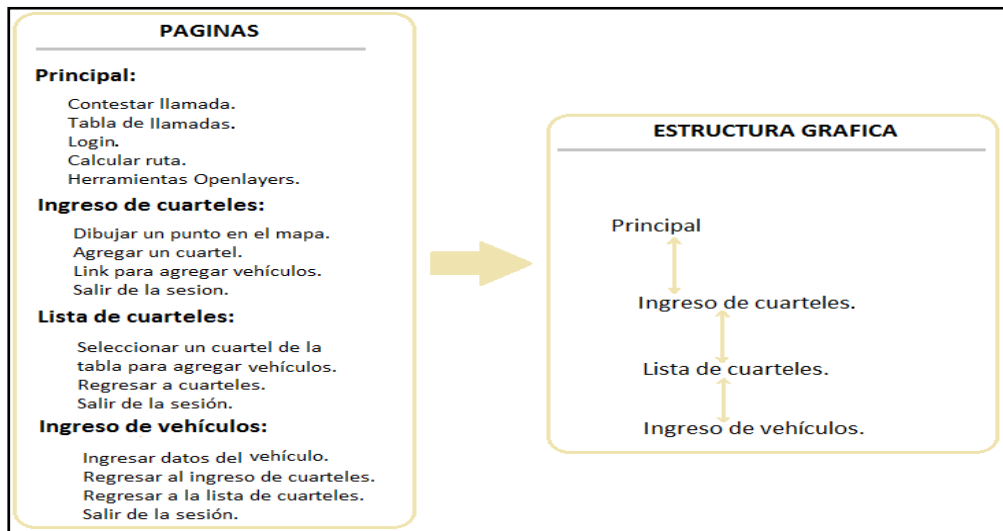 PAGINAS
Principal:
Contestar llamada.
Tabla de llamadas.
Login.
Calcular ruta.
Herramientas Openlayers.
Ingreso de cuarteles:
Dibujar un punto en el mapa.
Agregar un cuartel.
Link para agregar vehículos.
Salir de la sesion.
Lista de cuarteles:
Seleccionar un cuartel de la
tabla para agregar vehículos.
Regresar a cuarteles.
Salir de la sesión.
Ingreso de vehículos:
Ingresar datos del vehículo.
Regresar al ingreso de cuarteles.
Regresar a la lista de cuarteles.
Salir de la sesión.
ESTRUCTURA GRAFICA
Principal
Ingreso de cuarteles.
Lista de cuarteles.
Ingreso de vehículos.